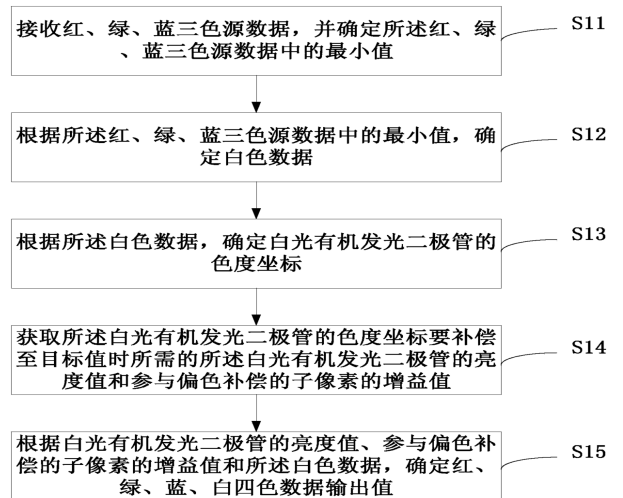 接收红、绿、蓝三色源数据，并确定所述红、绿
、蓝三色源数据中的最小值
S11
根据所述红、绿、蓝三色源数据中的最小值，确
定白色数据
S12
根据所述白色数据，确定白光有机发光二极管的
色度坐标
S13
获取所述白光有机发光二极管的色度坐标要补偿
至目标值时所需的所述白光有机发光二极管的亮
度值和参与偏色补偿的子像素的增益值
S14
根据白光有机发光二极管的亮度值、参与偏色补
偿的子像素的增益值和所述白色数据，确定红、
绿、蓝、白四色数据输出值
S15